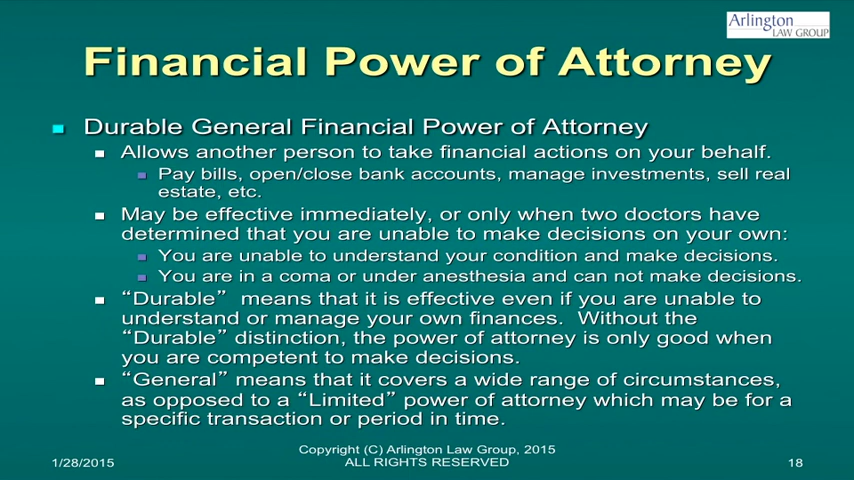 Arlington
LAW GROUP
Financial Power of Attorney
Durable General Financial Power of Attorney
Allows another person to take financial actions on your behalf.
Pay bills, open/close bank accounts, manage investments, sell real
estate, etc.
May be effective immediately, or only when two doctors have
determined that you are unable to make decisions on your own:
You are unable to understand your condition and make decisions.
You are in a coma or under anesthesia and can not make decisions.
“Durable” means that it is effective even if you are unable to
understand or manage your own finances. Without the
“Durable” distinction, the power of attorney is only good when
you are competent to make decisions.
“General” means that it covers a wide range of circumstances,
as opposed to a “Limited” power of attorney which may be for a
specific transaction or period in time.
Copyright (C) Arlington Law Group, 2015
1/28/2015 ALL RIGHTS RESERVED 18